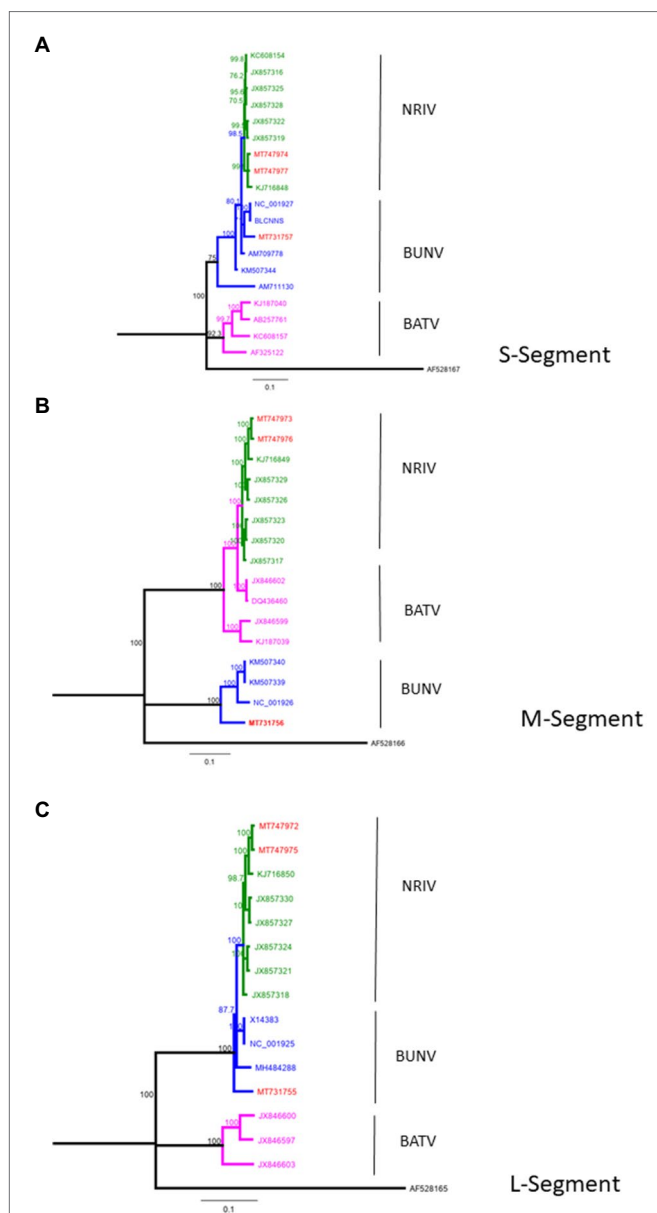 A
99.8
KC608154
JX857316
76.2
JX857325
95.6
70.5
JX857328
JX857322
98.5
JX857319
MT747974
MT747977
KJ716848
NRIV
80.1
NC_001927
BLCNNS
100
MT731757
AM709778
KM507344
AM711130
BUNV
75
100
KJ187040
100
99.7
AB257761
KC608157
92.3
AF325122
BATV
AF528167
S-Segment
0.1
B
100
MT747973
100
MT747976
100
KJ716849
JX857329
JX857326
100
JX857323
JX857320
JX857317
NRIV
100
JX846602
100
DQ436460
JX846599
100
KJ187039
BATV
100
100
KM507340
100
KM507339
NC_001926
100
MT731756
BUNV
AF528166
M-Segment
0.1
C
100
MT747972
100
MT747975
98.7
KJ716850
JX857330
JX857327
100
JX857324
JX857321
JX857318
NRIV
87.7
X14383
NC_001925
100
MH484288
MT731755
BUNV
100
100
JX846600
JX846597
100
JX846603
BATV
AF528165
L-Segment
0.1